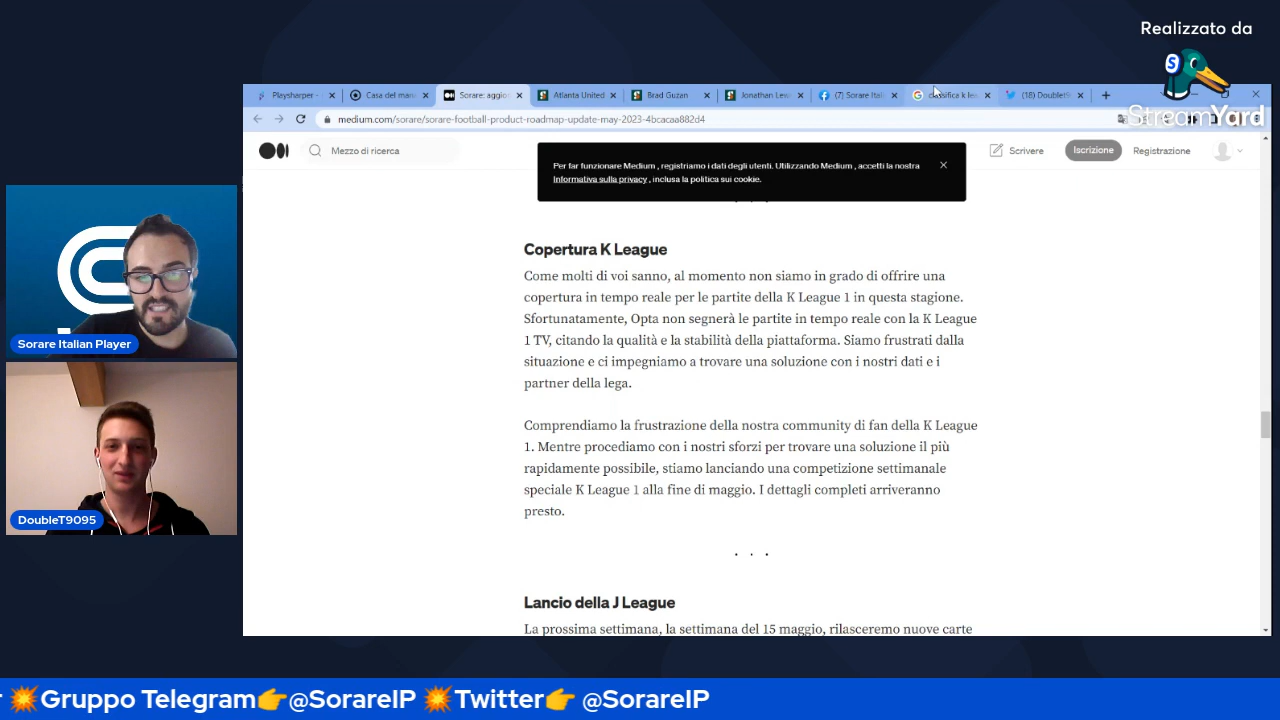 Realizzato da
StreamYard
Playsharper -
Casa del man
Sorare: aggior
Atlanta United
Brad Guzan
Jonathan Lew
(7) Sorare Itali
classifica k lea
(18) DoubleT9
medium.com/sorare/sorare-football-product-roadmap-update-may-2023-4bcacaa882d4
Mezzo di ricerca
Scrivere
Iscrizione
Registrazione
Per far funzionare Medium , registriamo i dati degli utenti. Utilizzando Medium , accetti la nostra
Informativa sulla privacy , inclusa la politica sui cookie.
Copertura K League
Come molti di voi sanno, al momento non siamo in grado di offrire una
copertura in tempo reale per le partite della K League 1 in questa stagione.
Sfortunatamente, Opta non segnerà le partite in tempo reale con la K League
1 TV, citando la qualità e la stabilità della piattaforma. Siamo frustrati dalla
situazione e ci impegniamo a trovare una soluzione con i nostri dati e i
partner della lega.
Comprendiamo la frustrazione della nostra community di fan della K League
1. Mentre procediamo con i nostri sforzi per trovare una soluzione il più
rapidamente possibile, stiamo lanciando una competizione settimanale
speciale K League 1 alla fine di maggio. I dettagli completi arriveranno
presto.
. . .
Lancio della J League
La prossima settimana, la settimana del 15 maggio, rilasceremo nuove carte
Sorare Italian Player
DoubleT9095
💥Gruppo Telegram👉@SorareIP 💥Twitter👉 @SorareIP